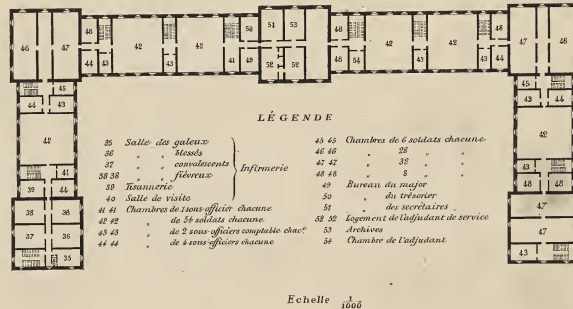 46 47 48 42 42 50 51 53 48 42 42 48 47 46
48 44 43 41 49 52 52 48 54 48 43 44
45 45
44 43 43 44
42 42
41
39 44 48 48
38 38 47
37 36 47
35 43
LÉGENDE
35 Salle des galeux
36 „ „ blessés
37 „ „ convalescents
38 38 „ „ fiévreux
Infirmerie
39 Tisannerie
40 Salle de visite
41 41 Chambres de 1 sous-officier chacune
42 42 „ de 54 soldats chacune
43 43 „ de 2 sous-officiers comptable chac.e
44 44 „ de 4 sous-officiers chacune
45 45 Chambres de 6 soldats chacune
46 46 „ 28 „ „
47 47 „ 32 „ „
48 48 „ 8 „ „
49 Bureau du major
50 „ du trésorier
51 „ des secrétaires
52 52 Logement de l'adjudant de service
53 Archives
54 Chambre de l'adjudant
Echelle 1/1000